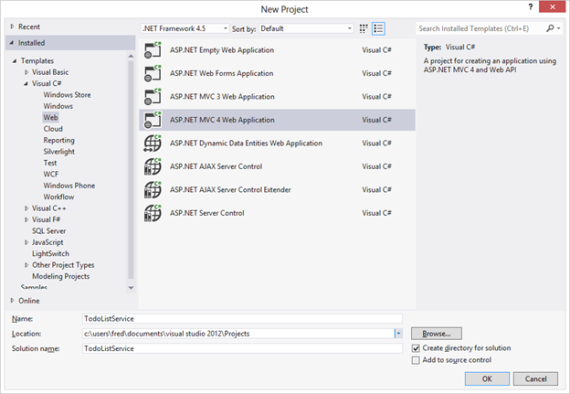 New Project
Recent
.NET Framework 4.5 Sort by: Default Search Installed Templates (Ctrl+E)
Installed
Templates
Visual Basic
Visual C#
Windows Store
Windows
Web
Cloud
Reporting
Silverlight
Test
WCF
Windows Phone
Workflow
Visual C++
Visual F#
SQL Server
JavaScript
LightSwitch
Other Project Types
Modeling Projects
Samples
Online
ASP.NET Empty Web Application Visual C#
ASP.NET Web Forms Application Visual C#
ASP.NET MVC 3 Web Application Visual C#
ASP.NET MVC 4 Web Application Visual C#
ASP.NET Dynamic Data Entities Web Application Visual C#
ASP.NET AJAX Server Control Visual C#
ASP.NET AJAX Server Control Extender Visual C#
ASP.NET Server Control Visual C#
Type: Visual C#
A project for creating an application using
ASP.NET MVC 4 and Web API
Name: TodoListService
Location: c:\users\fred\documents\visual studio 2012\Projects Browse...
Solution name: TodoListService
Create directory for solution
Add to source control
OK Cancel